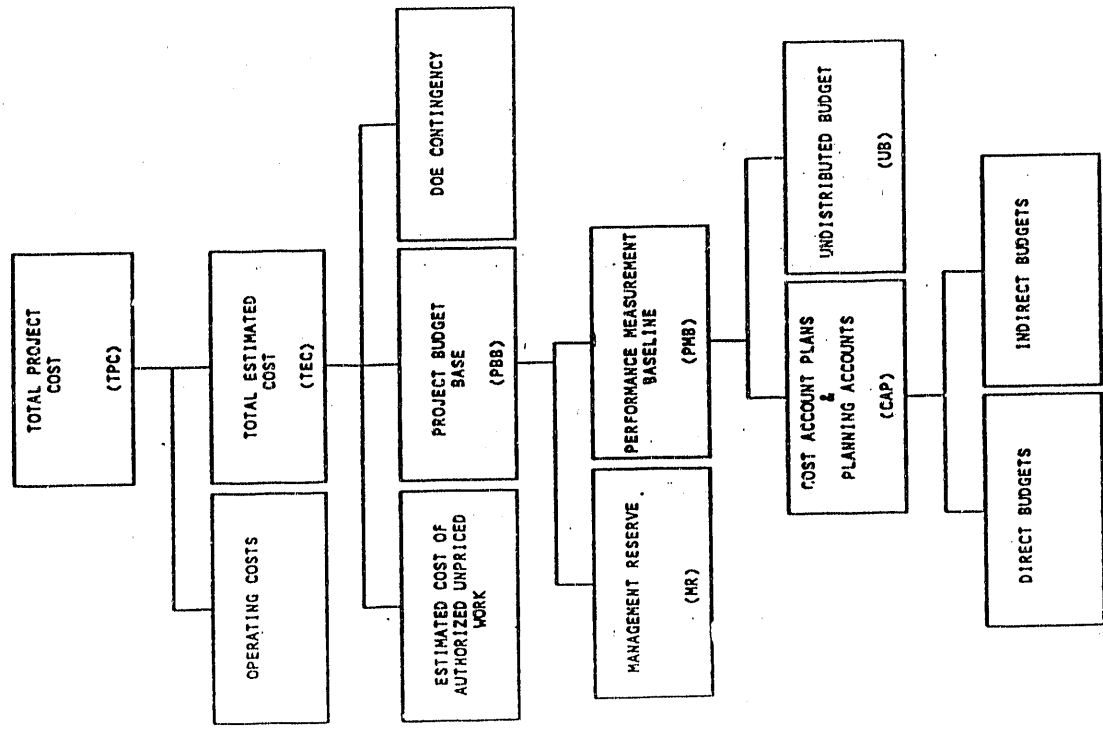 TOTAL PROJECT
COST
(TPC)
OPERATING COSTS
TOTAL ESTIMATED
COST
(TEC)
ESTIMATED COST OF
AUTHORIZED UNPRICED
WORK
PROJECT BUDGET
BASE
(PBB)
DOE CONTINGENCY
MANAGEMENT RESERVE
(MR)
PERFORMANCE MEASUREMENT
BASELINE
(PMB)
COST ACCOUNT PLANS
&
PLANNING ACCOUNTS
(CAP)
UNDISTRIBUTED BUDGET
(UB)
DIRECT BUDGETS
INDIRECT BUDGETS